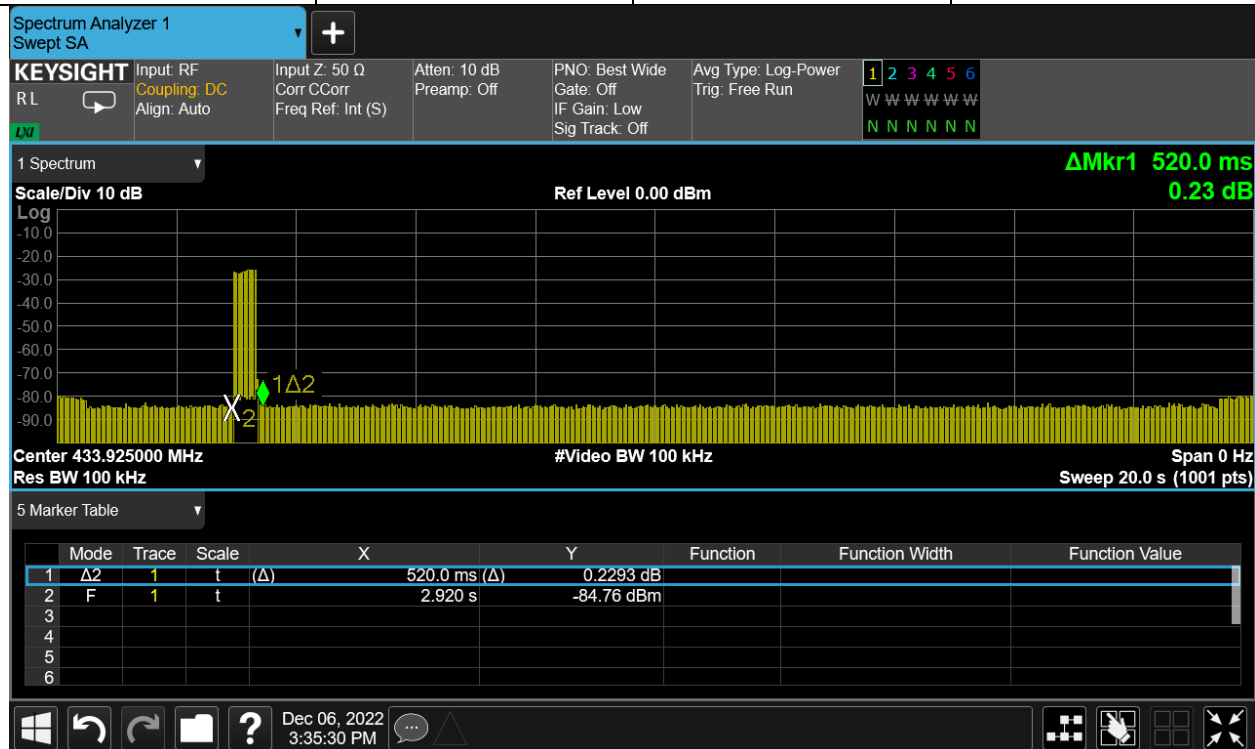 Spectrum Analyzer 1
Swept SA
+
KEYSIGHT Input: RF Input Z: 50 Ω Atten: 10 dB PNO: Best Wide Avg Type: Log-Power 1 2 3 4 5 6
R L Coupling: DC Corr CCorr Preamp: Off Gate: Off Trig: Free Run W W W W W W
Align: Auto Freq Ref: Int (S) IF Gain: Low
LXI Sig Track: Off N N N N N N
1 Spectrum ΔMkr1 520.0 ms
Scale/Div 10 dB Ref Level 0.00 dBm 0.23 dB
Log
-10.0
-20.0
-30.0
-40.0
-50.0
-60.0
-70.0
1Δ2
-80.0
X2
-90.0
Center 433.925000 MHz #Video BW 100 kHz Span 0 Hz
Res BW 100 kHz Sweep 20.0 s (1001 pts)
5 Marker Table
Mode Trace Scale X Y Function Function Width Function Value
1 Δ2 1 t (Δ) 520.0 ms (Δ) 0.2293 dB
2 F 1 t 2.920 s -84.76 dBm
3
4
5
6
? Dec 06, 2022
3:35:30 PM